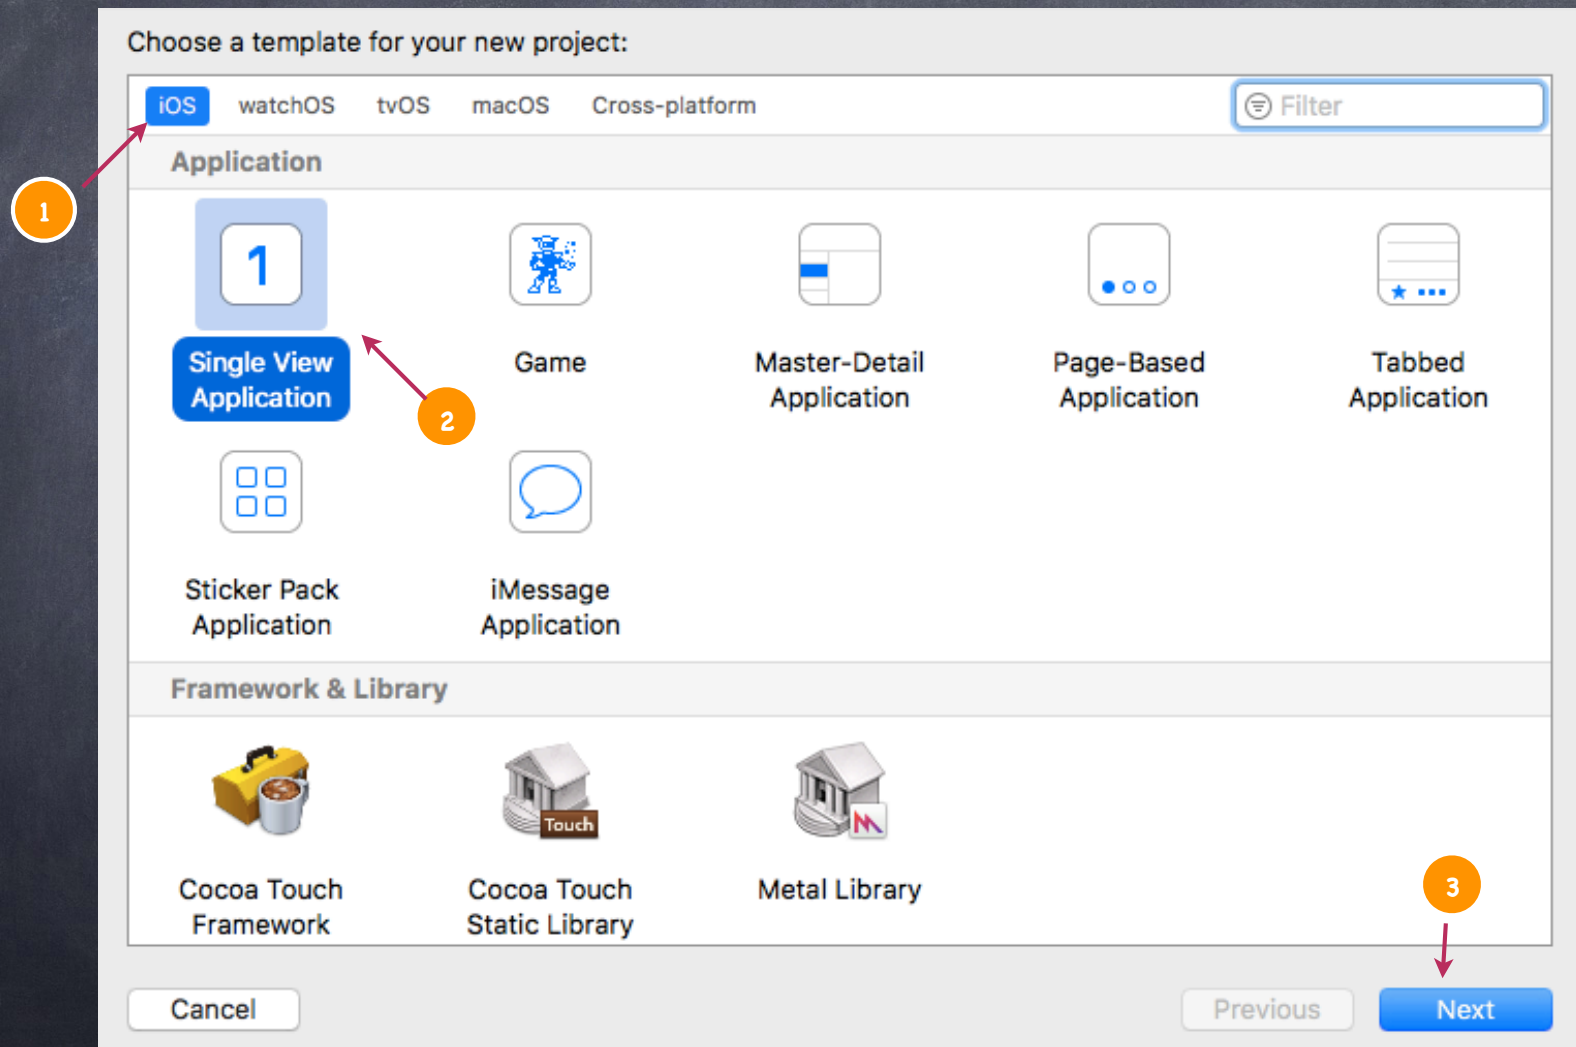 Choose a template for your new project:
iOS watchOS tvOS macOS Cross-platform Filter
Application
1
1
Single View Application
Game
Master-Detail Application
Page-Based Application
Tabbed Application
2
Sticker Pack Application
iMessage Application
Framework & Library
Touch
Cocoa Touch Framework
Cocoa Touch Static Library
Metal Library
3
Cancel Previous Next